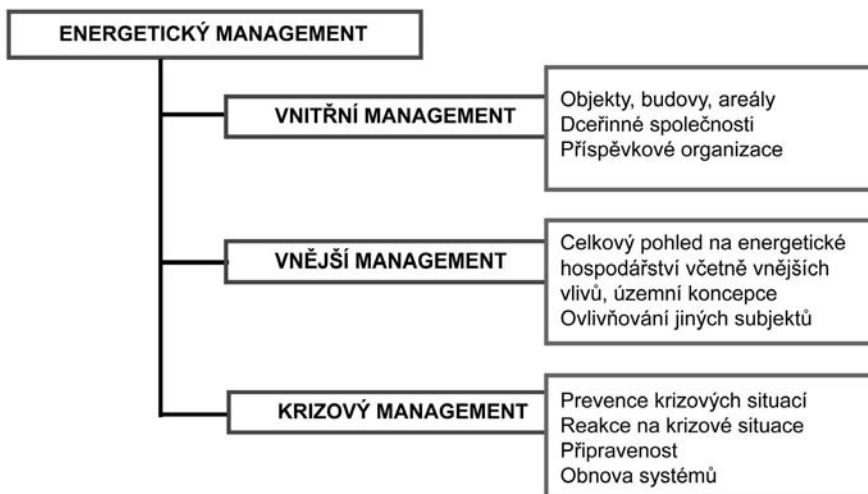 ENERGETICKÝ MANAGEMENT
VNITŘNÍ MANAGEMENT
Objekty, budovy, areály
Dceřinné společnosti
Příspěvkové organizace
VNĚJŠÍ MANAGEMENT
Celkový pohled na energetické
hospodářství včetně vnějších
vlivů, územní koncepce
Ovlivňování jiných subjektů
KRIZOVÝ MANAGEMENT
Prevence krizových situací
Reakce na krizové situace
Připravenost
Obnova systémů